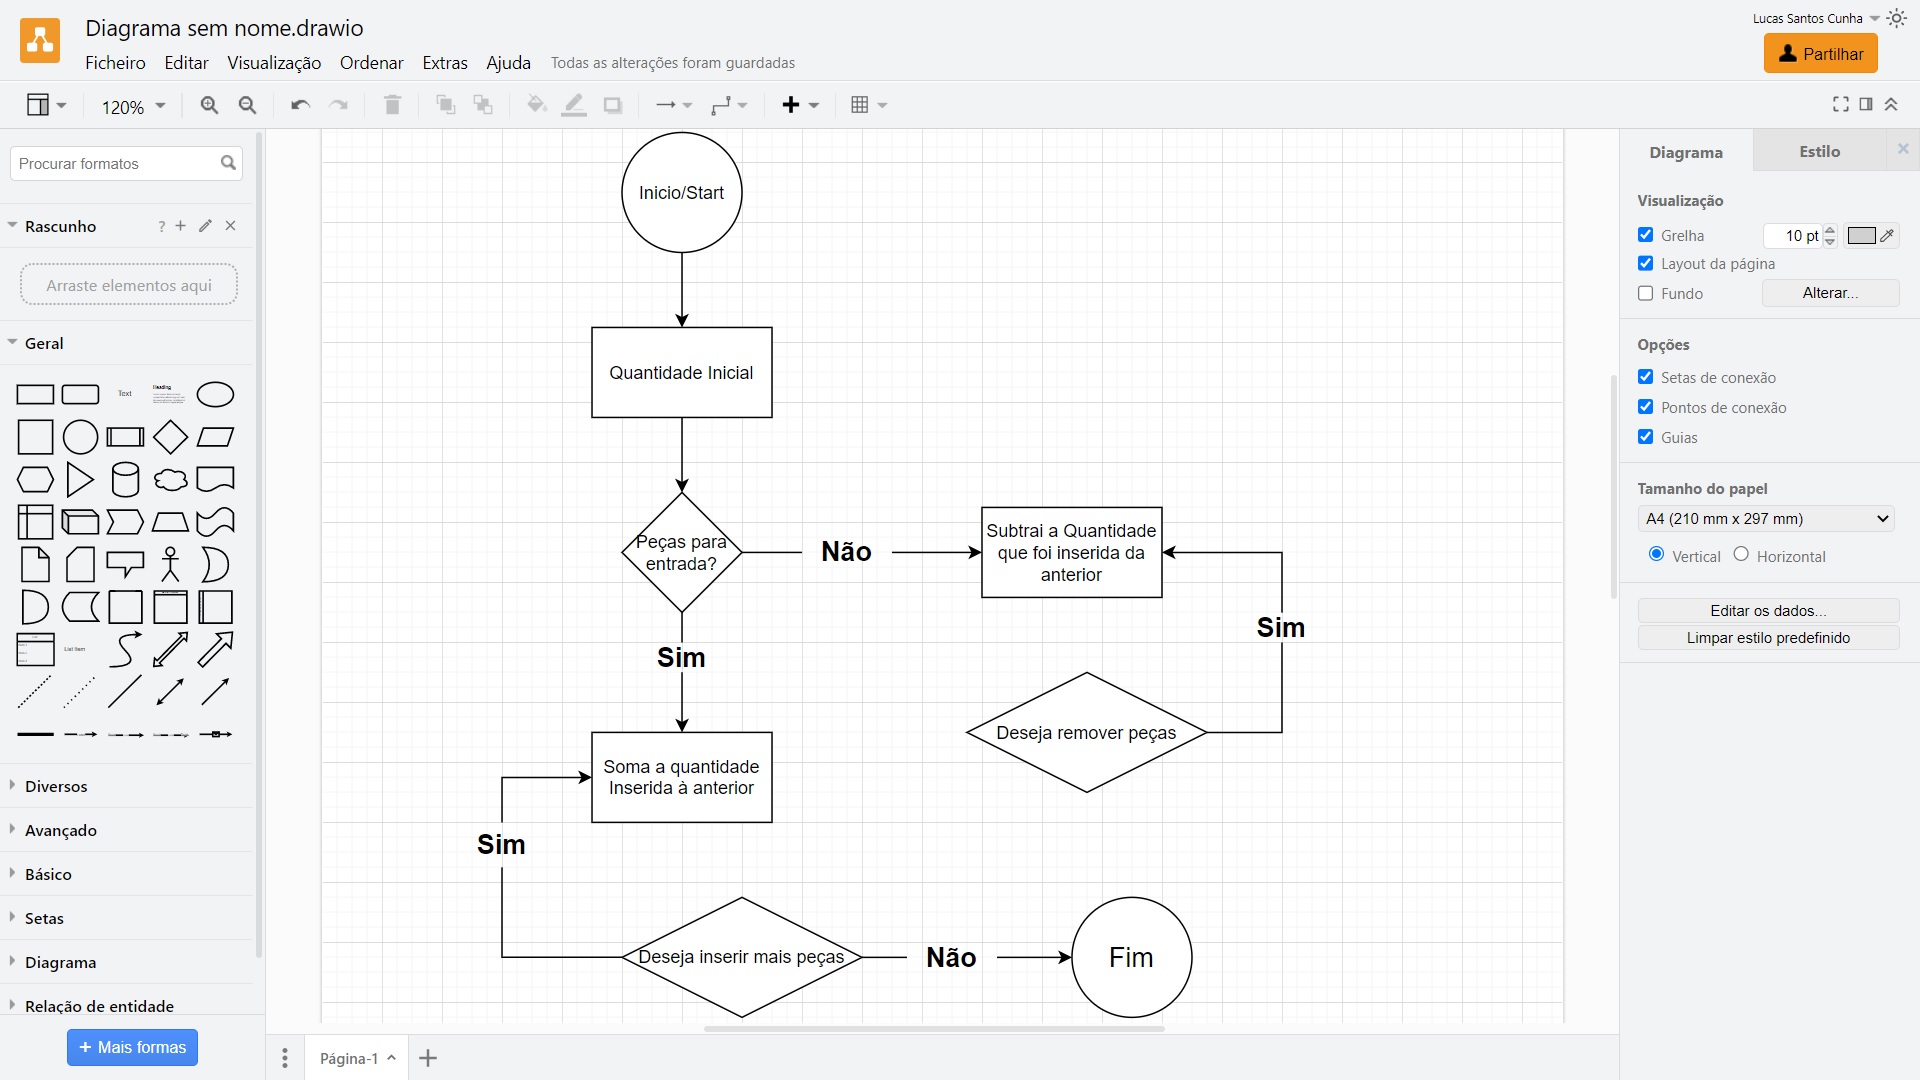 Diagrama sem nome.drawio
Lucas Santos Cunha
Ficheiro Editar Visualização Ordenar Extras Ajuda Todas as alterações foram guardadas
Partilhar
120%
Procurar formatos
Rascunho
?
Arraste elementos aqui
Geral
Text
Heading
List Item
Diversos
Avançado
Básico
Setas
Diagrama
Relação de entidade
+ Mais formas
Inicio/Start
Quantidade Inicial
Peças para
entrada?
Não
Subtrai a Quantidade
que foi inserida da
anterior
Sim
Sim
Deseja remover peças
Soma a quantidade
Inserida à anterior
Sim
Deseja inserir mais peças
Não
Fim
Página-1
Diagrama
Estilo
Visualização
Grelha
10 pt
Layout da página
Fundo
Alterar...
Opções
Setas de conexão
Pontos de conexão
Guias
Tamanho do papel
A4 (210 mm x 297 mm)
Vertical
Horizontal
Editar os dados...
Limpar estilo predefinido